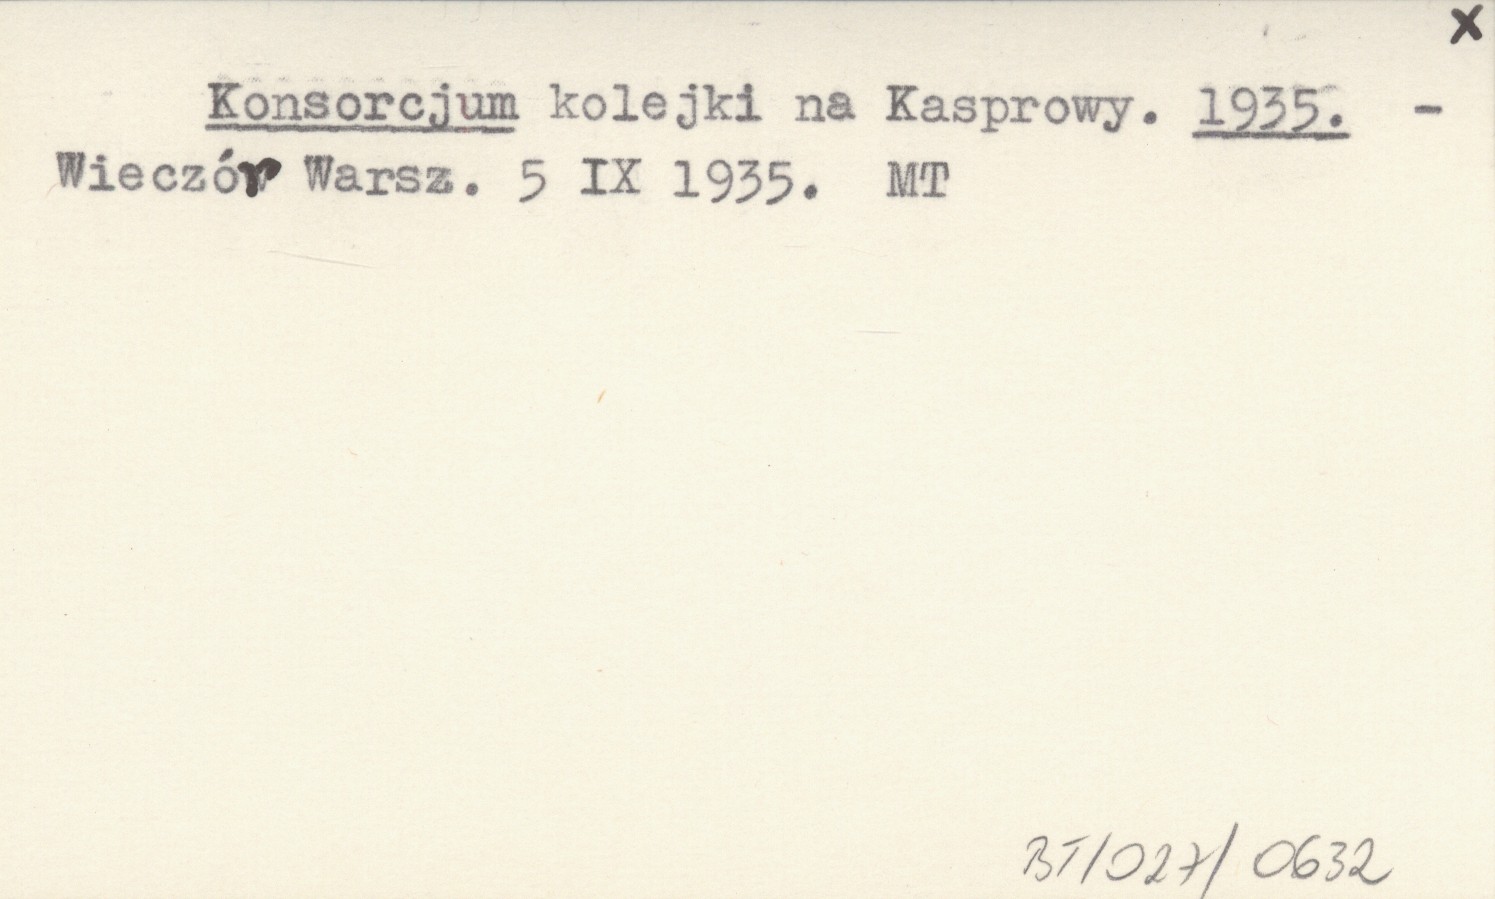 x
Konsorcjum kolejki na Kasprowy. 1935. -
Wieczór Warsz. 5 IX 1935. MT
BT/027/0632